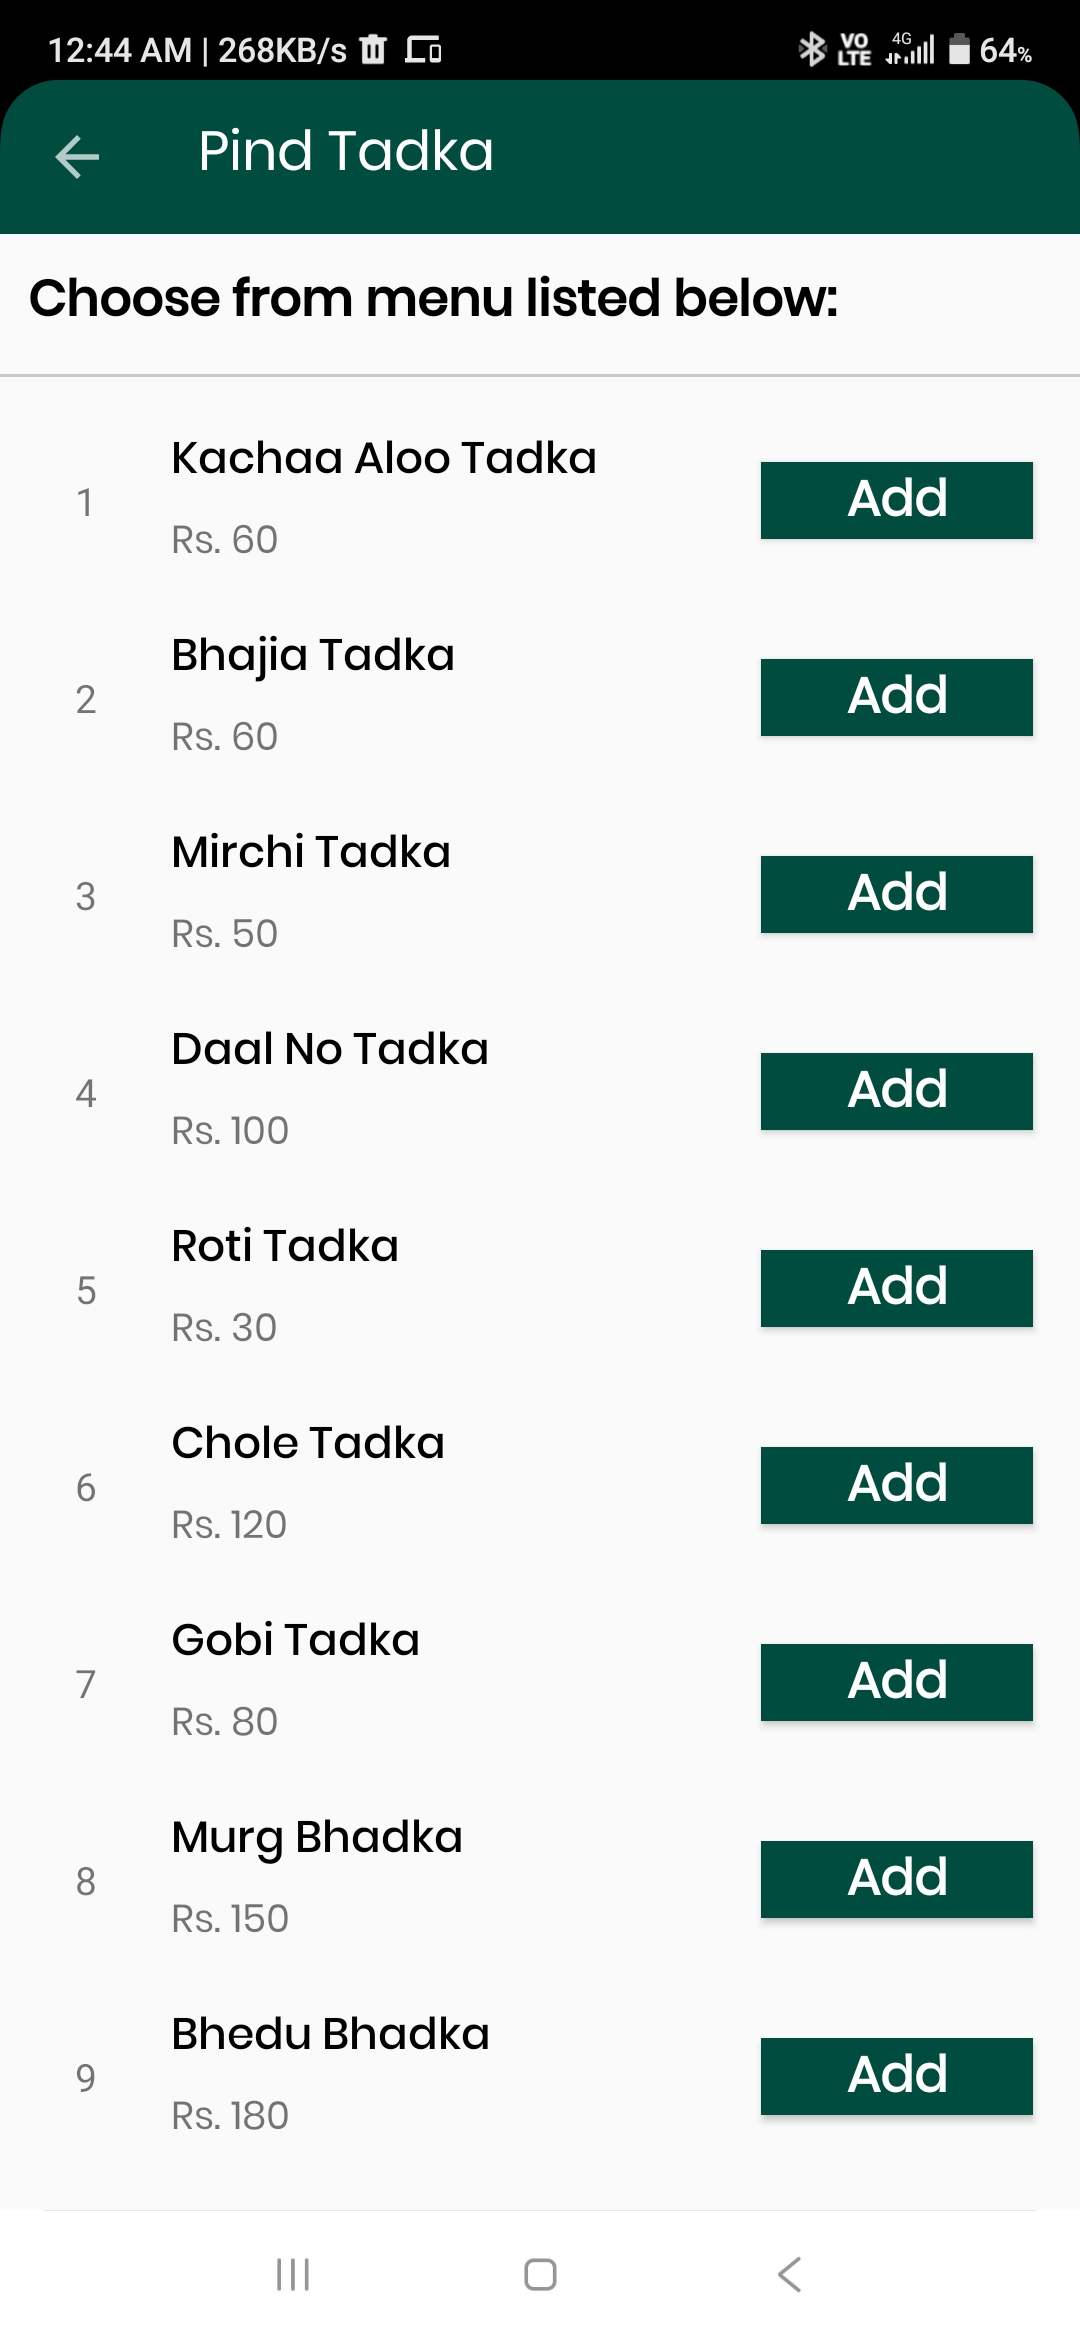 12:44 AM | 268KB/s VO LTE 4G 64%
Pind Tadka
Choose from menu listed below:
Kachaa Aloo Tadka
1 Add
Rs. 60
Bhajia Tadka
2 Add
Rs. 60
Mirchi Tadka
3 Add
Rs. 50
Daal No Tadka
4 Add
Rs. 100
Roti Tadka
5 Add
Rs. 30
Chole Tadka
6 Add
Rs. 120
Gobi Tadka
7 Add
Rs. 80
Murg Bhadka
8 Add
Rs. 150
Bhedu Bhadka
9 Add
Rs. 180